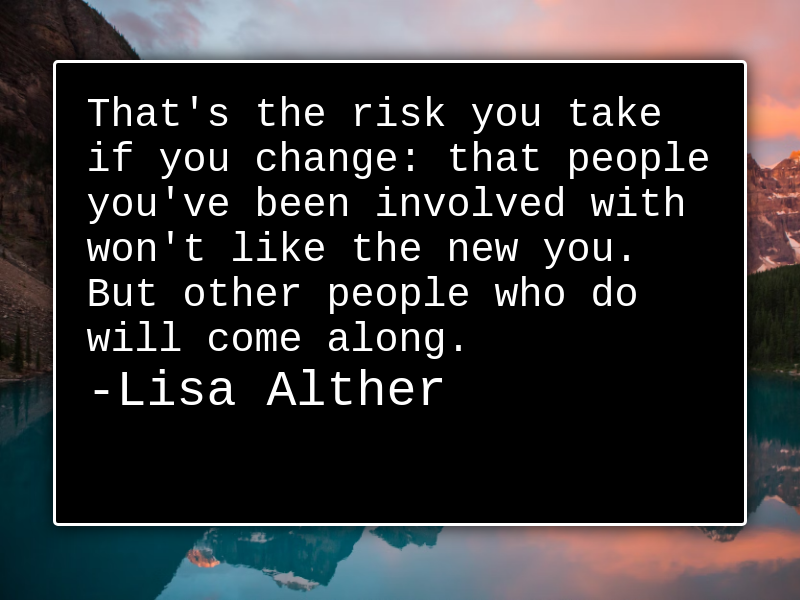 That's the risk you take
if you change: that people
you've been involved with
won't like the new you.
But other people who do
will come along.
-Lisa Alther